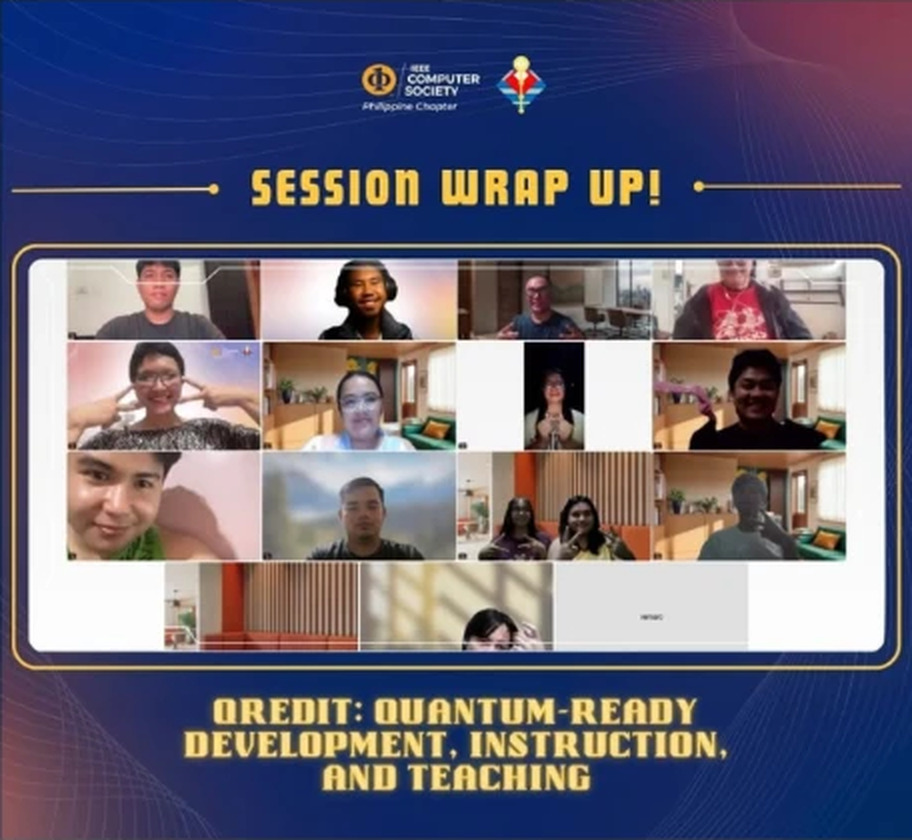 IEEE
COMPUTER
SOCIETY
Philippine Chapter
SESSION WRAP UP!
QREDIT: QUANTUM-READY
DEVELOPMENT, INSTRUCTION,
AND TEACHING